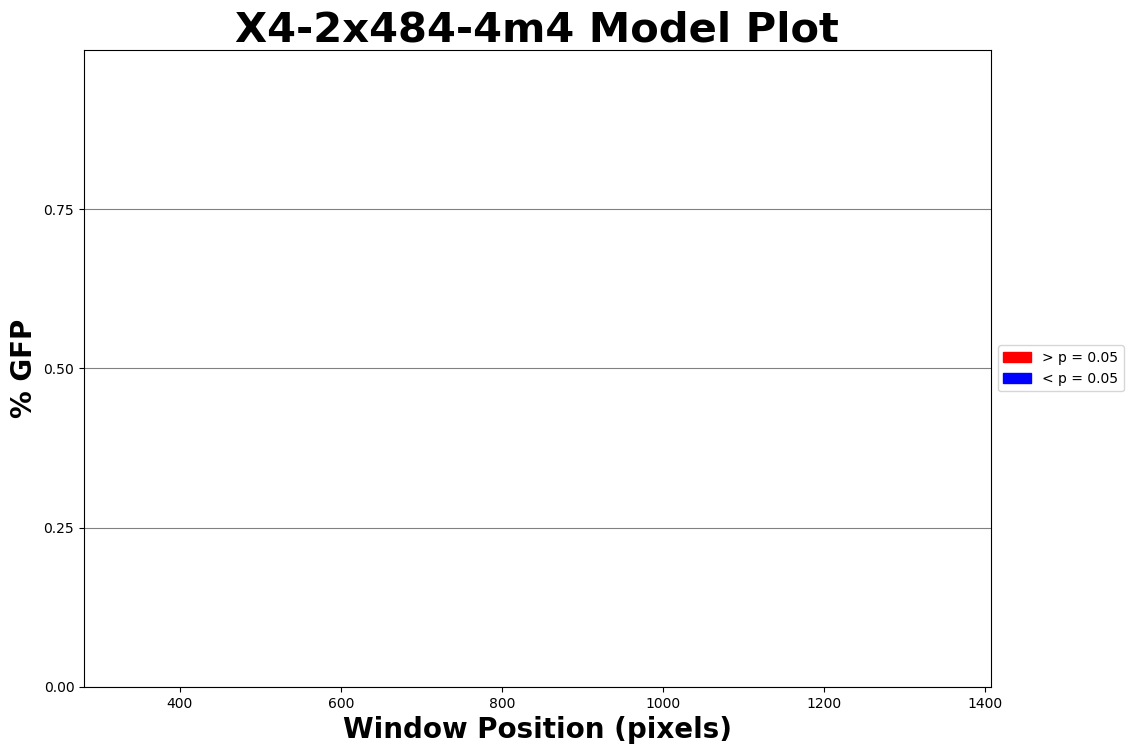 X4-2x484-4m4 Model Plot
% GFP
0.75
0.50
0.25
0.00
400 600 800 1000 1200 1400
Window Position (pixels)
> p = 0.05
< p = 0.05